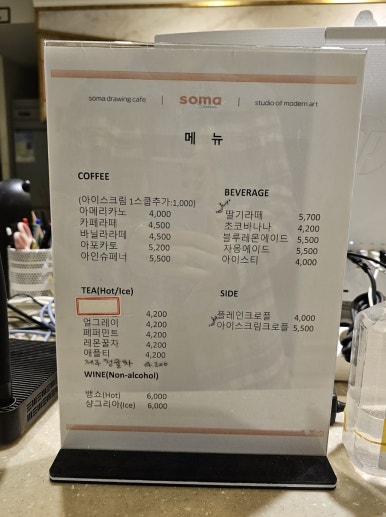 soma drawing cafe | soma | studio of modern art
메 뉴
COFFEE
(아이스크림 1스쿱추가:1,000)
아메리카노 4,000
카페라떼 4,500
바닐라라떼 4,500
아포카토 5,200
아인슈페너 5,500
BEVERAGE
딸기라떼 5,700
초코바나나 4,200
블루레몬에이드 5,500
자몽에이드 5,500
아이스티 4,000
TEA(Hot/Ice)
4,200
얼그레이 4,200
페퍼민트 4,200
레몬꿀차 4,200
애플티 4,200
4,200
SIDE
플레인크로플 4,000
아이스크림크로플 5,500
WINE(Non-alcohol)
뱅쇼(Hot) 6,000
샹그리아(Ice) 6,000